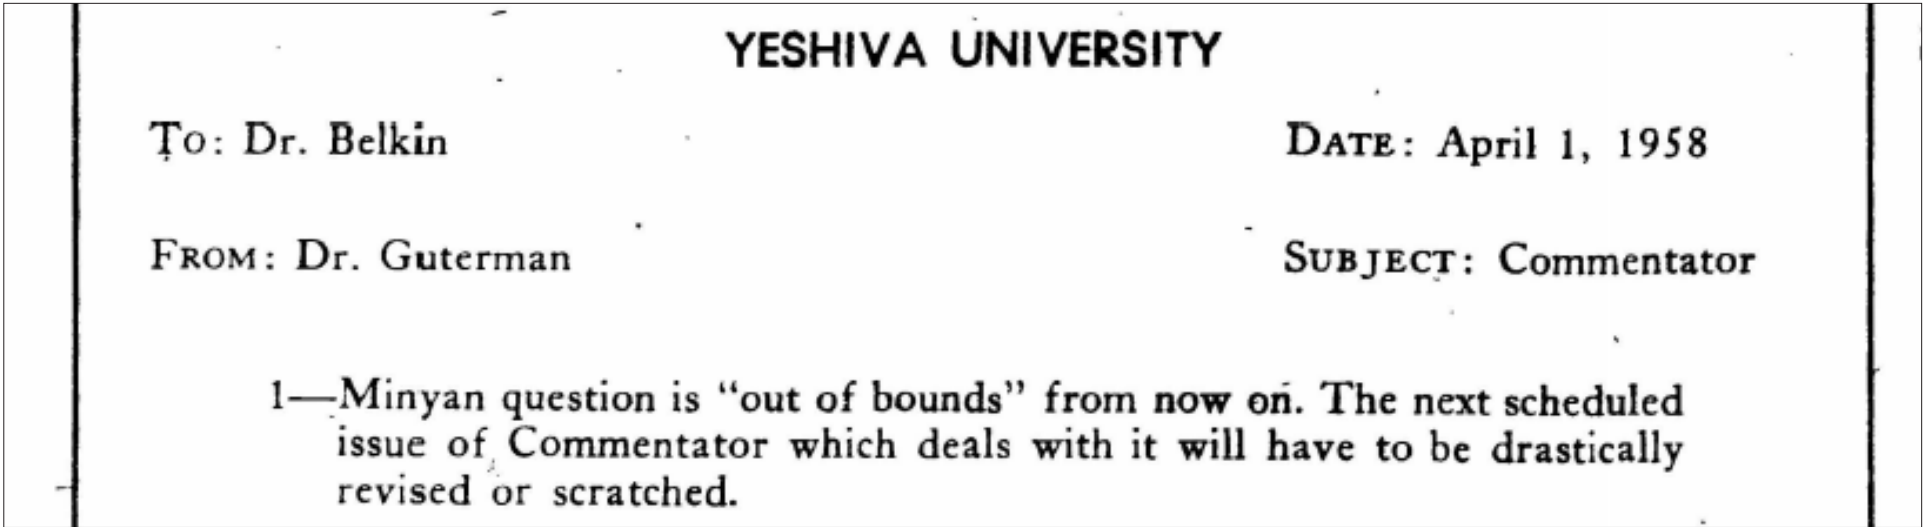 YESHIVA UNIVERSITY
To: Dr. Belkin
DATE: April 1, 1958
FROM: Dr. Guterman
SUBJECT: Commentator
1—Minyan question is “out of bounds” from now on. The next scheduled
issue of Commentator which deals with it will have to be drastically
revised or scratched.